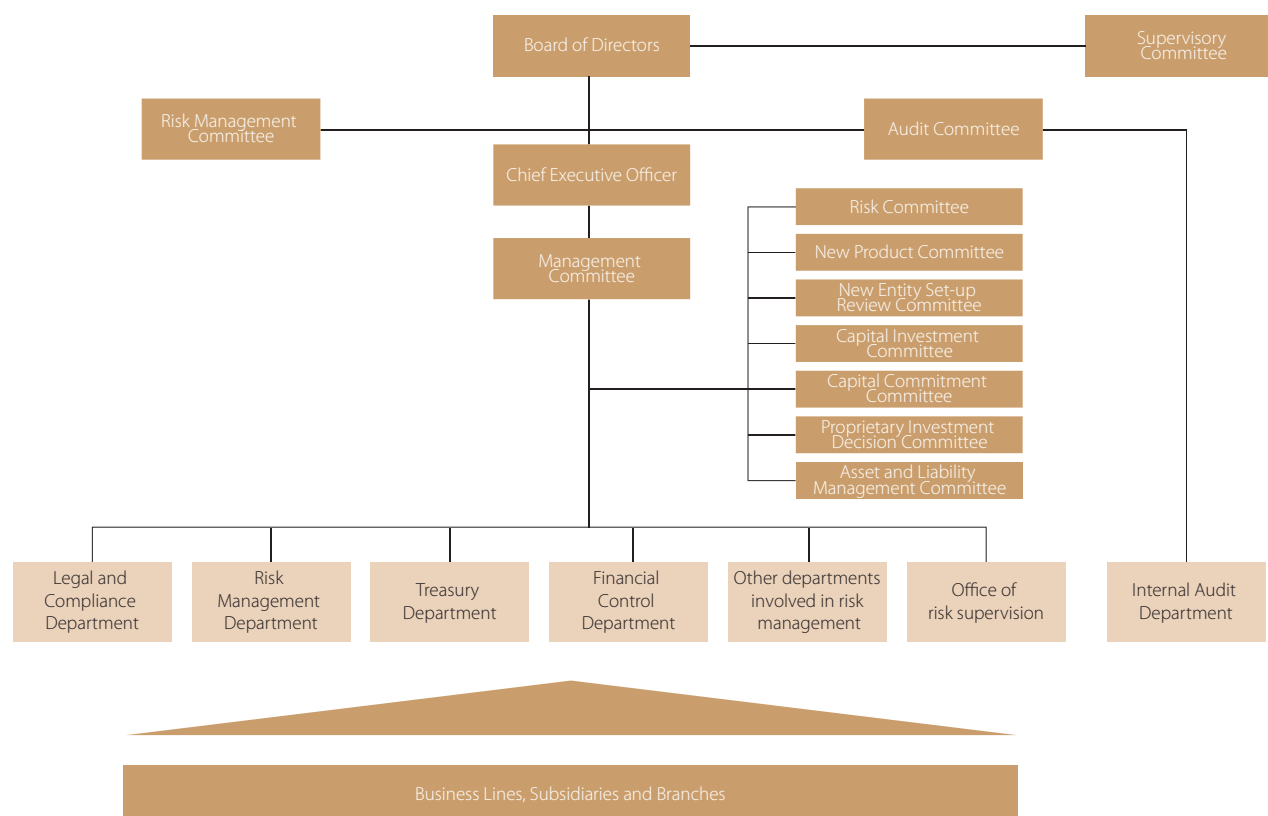 Board of Directors
Supervisory
Committee
Risk Management
Committee
Audit Committee
Chief Executive Officer
Management
Committee
Risk Committee
New Product Committee
New Entity Set-up
Review Committee
Capital Investment
Committee
Capital Commitment
Committee
Proprietary Investment
Decision Committee
Asset and Liability
Management Committee
Legal and
Compliance
Department
Risk
Management
Department
Treasury
Department
Financial
Control
Department
Other departments
involved in risk
management
Office of
risk supervision
Internal Audit
Department
Business Lines, Subsidiaries and Branches